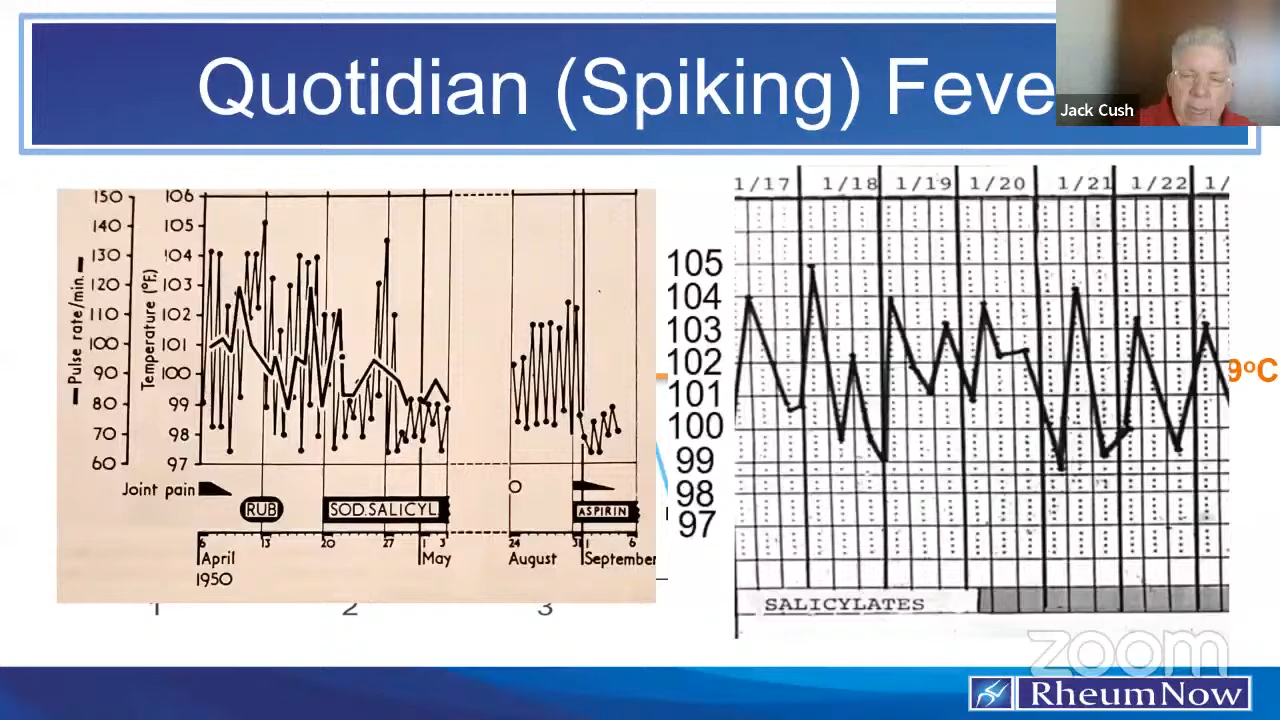 Quotidian (Spiking) Feve
Jack Cush
150
140
130
120
110
100
90
80
70
60
Pulse rate/min.
106
105
104
103
102
101
100
99
98
97
Temperature (°F.)
Joint pain
RUB
SOD.SALICYL
ASPIRIN
6 13 20 27 1 3 24 31 1 6
April May August September
1950
1 2 3
1/17 1/18 1/19 1/20 1/21 1/22 1/
105
104
103
102
101
100
99
98
97
9°C
SALICYLATES
zoom
RheumNow